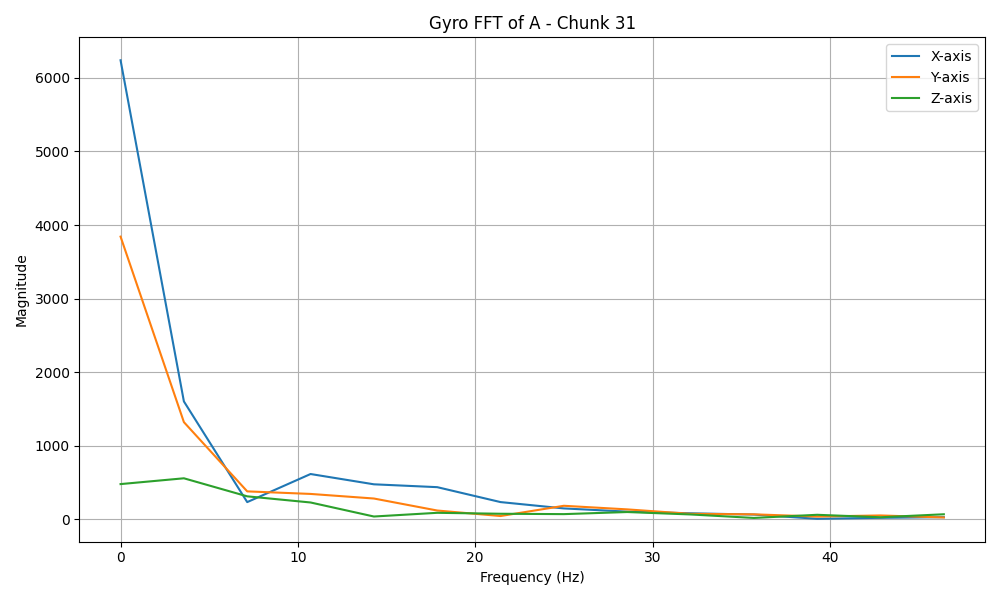 Gyro FFT of A - Chunk 31
X-axis
Y-axis
Z-axis
6000
5000
4000
3000
2000
1000
0
Magnitude
0
10
20
30
40
Frequency (Hz)